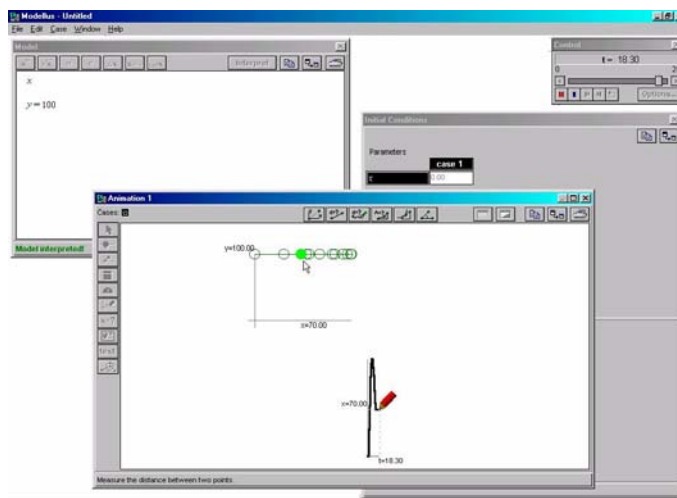 Modellus - Untitled
File Edit Case Window Help
Model
Interpret
x
y = 100
Model interpreted!
Control
t = 18.30
0
Options...
Initial Conditions
Parameters
case 1
x
0.00
Animation 1
Cases:
text
y=100.00
x=70.00
x=70.00
t=18.30
Measure the distance between two points